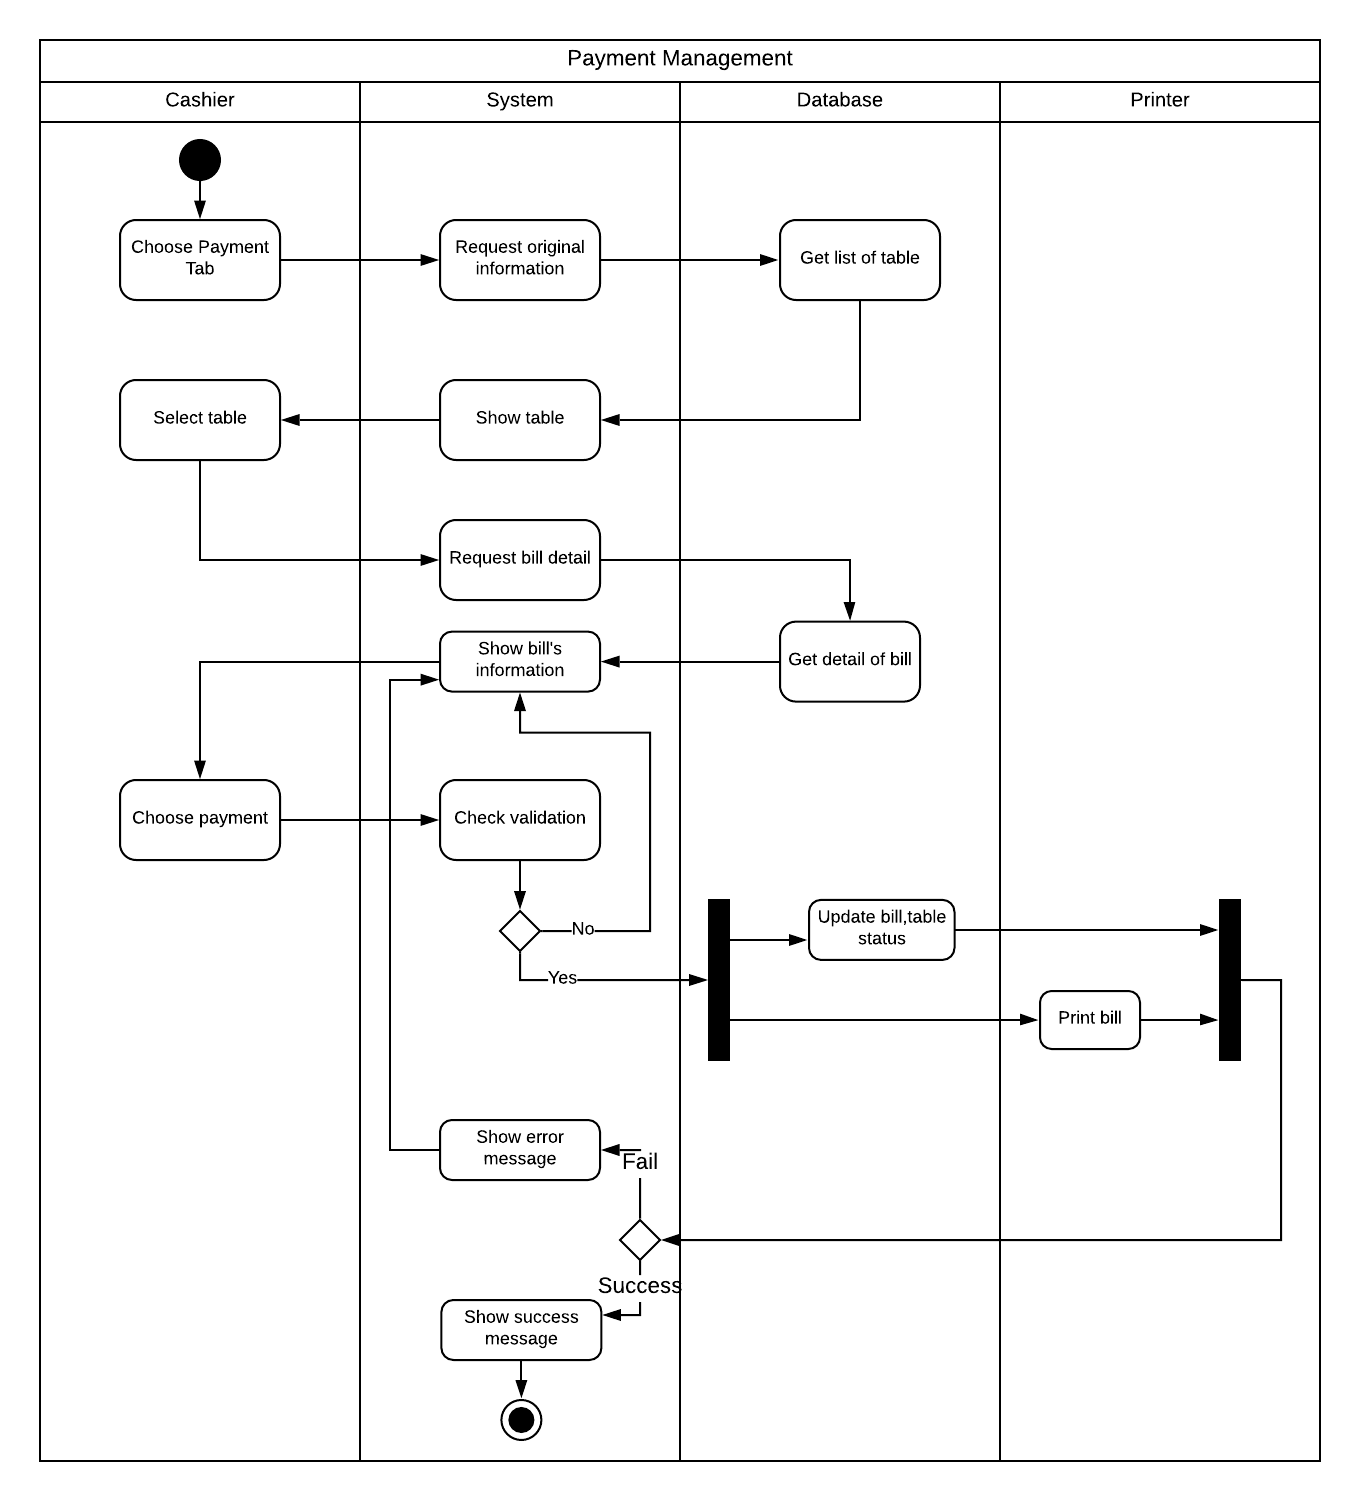 Payment Management
Cashier
System
Database
Printer
Choose Payment
Tab
Request original
information
Get list of table
Select table
Show table
Request bill detail
Show bill's
information
Get detail of bill
Choose payment
Check validation
Update bill,table
status
No
Yes
Print bill
Show error
message
Fail
Success
Show success
message